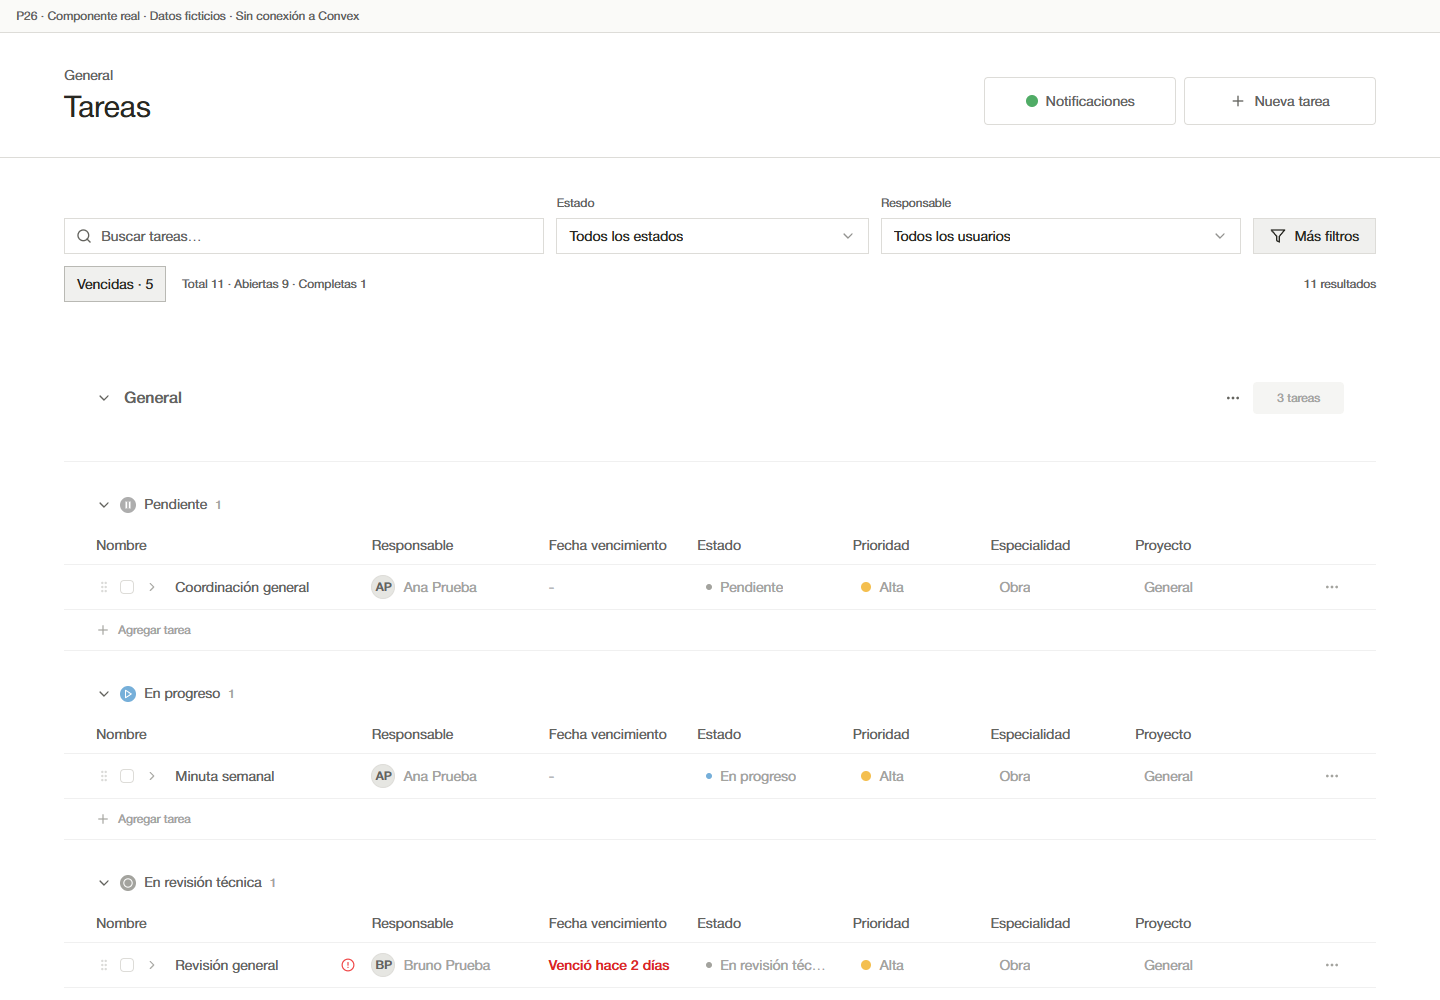 P26 · Componente real · Datos ficticios · Sin conexión a Convex
General
Tareas
Notificaciones
Nueva tarea
Estado
Responsable
Buscar tareas…
Todos los estados
Todos los usuarios
Más filtros
Vencidas · 5
Total 11 · Abiertas 9 · Completas 1
11 resultados
General
3 tareas
Pendiente 1
Nombre Responsable Fecha vencimiento Estado Prioridad Especialidad Proyecto
Coordinación general AP Ana Prueba - Pendiente Alta Obra General
Agregar tarea
En progreso 1
Nombre Responsable Fecha vencimiento Estado Prioridad Especialidad Proyecto
Minuta semanal AP Ana Prueba - En progreso Alta Obra General
Agregar tarea
En revisión técnica 1
Nombre Responsable Fecha vencimiento Estado Prioridad Especialidad Proyecto
Revisión general BP Bruno Prueba Venció hace 2 días En revisión téc… Alta Obra General